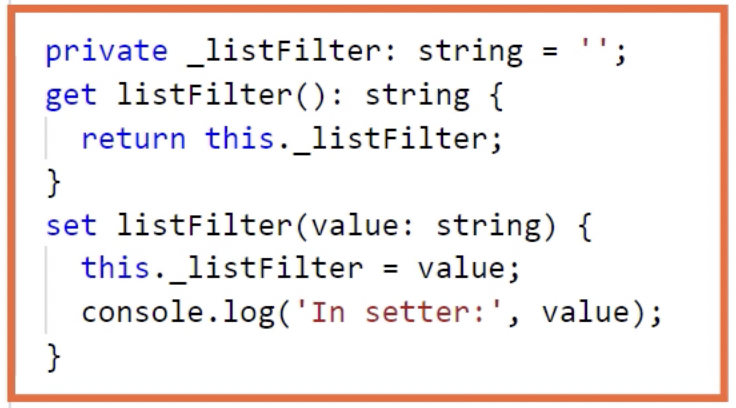 private _listFilter: string = '';
get listFilter(): string {
  return this._listFilter;
}
set listFilter(value: string) {
  this._listFilter = value;
  console.log('In setter:', value);
}